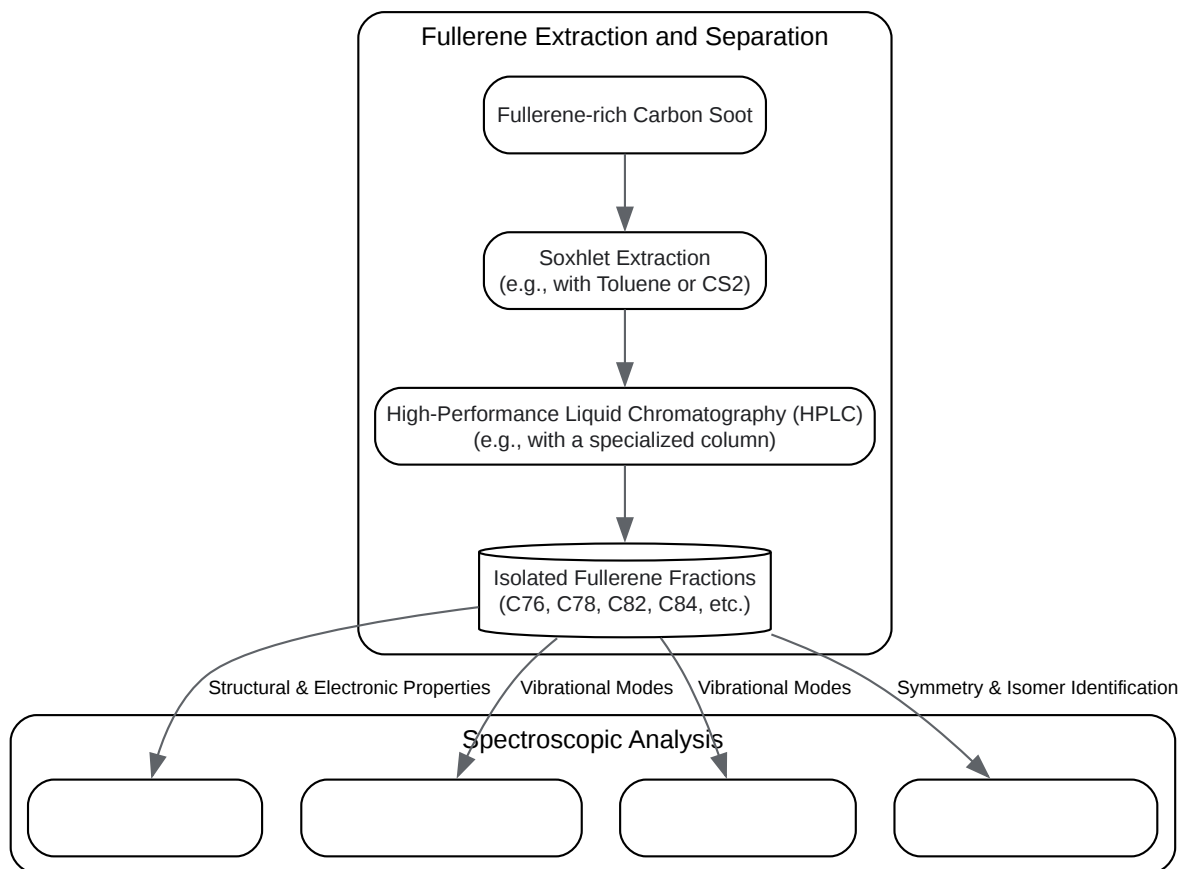 Fullerene Extraction and Separation
Fullerene-rich Carbon Soot
Soxhlet Extraction
(e.g., with Toluene or CS2)
High-Performance Liquid Chromatography (HPLC)
(e.g., with a specialized column)
Isolated Fullerene Fractions
(C76, C78, C82, C84, etc.)
Structural & Electronic Properties
Vibrational Modes
Vibrational Modes
Symmetry & Isomer Identification
Spectroscopic Analysis